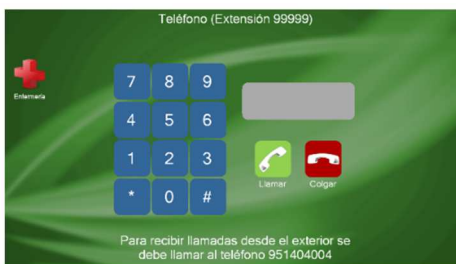 Teléfono (Extensión 99999)
Enfermería
7 8 9
4 5 6
1 2 3
* 0 #
Llamar Colgar
Para recibir llamadas desde el exterior se
debe llamar al teléfono 951404004